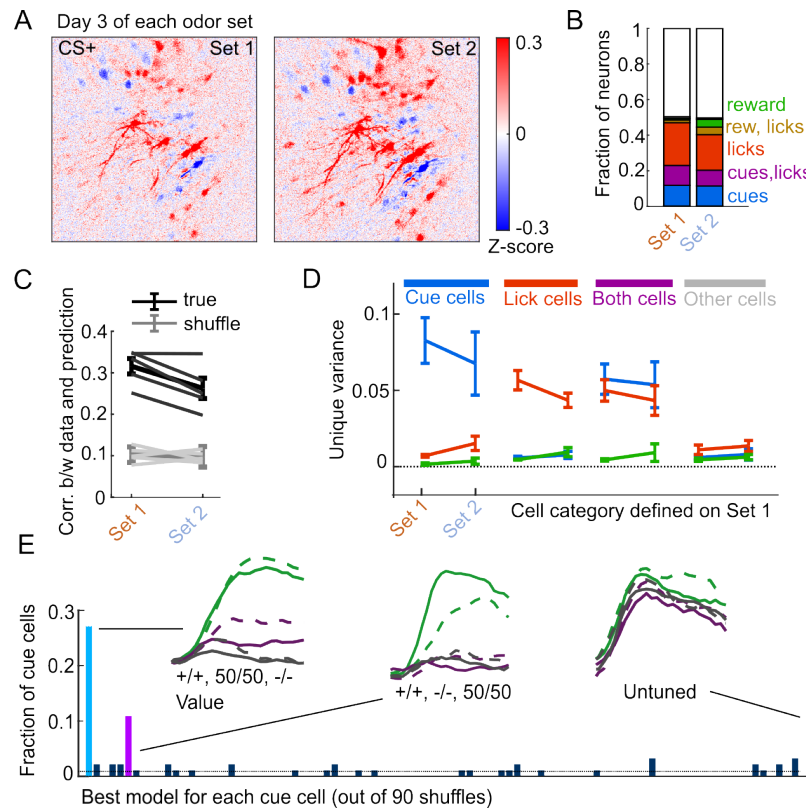 A
Day 3 of each odor set
CS+
Set 1
Set 2
0.3
0
-0.3
Z-score
B
Fraction of neurons
1
0.8
0.6
0.4
0.2
0
reward
rew, licks
licks
cues,licks
cues
Set 1
Set 2
C
true
shuffle
Corr. b/w data and prediction
0.4
0.3
0.2
0.1
0.1
Set 1
Set 2
D
Cue cells
Lick cells
Both cells
Other cells
Unique variance
0.1
0.05
0
Set 1
Set 2
Cell category defined on Set 1
E
Fraction of cue cells
0.3
0.2
0.1
0
+/+, 50/50, -/-
Value
+/+, -/-, 50/50
Untuned
Best model for each cue cell (out of 90 shuffles)